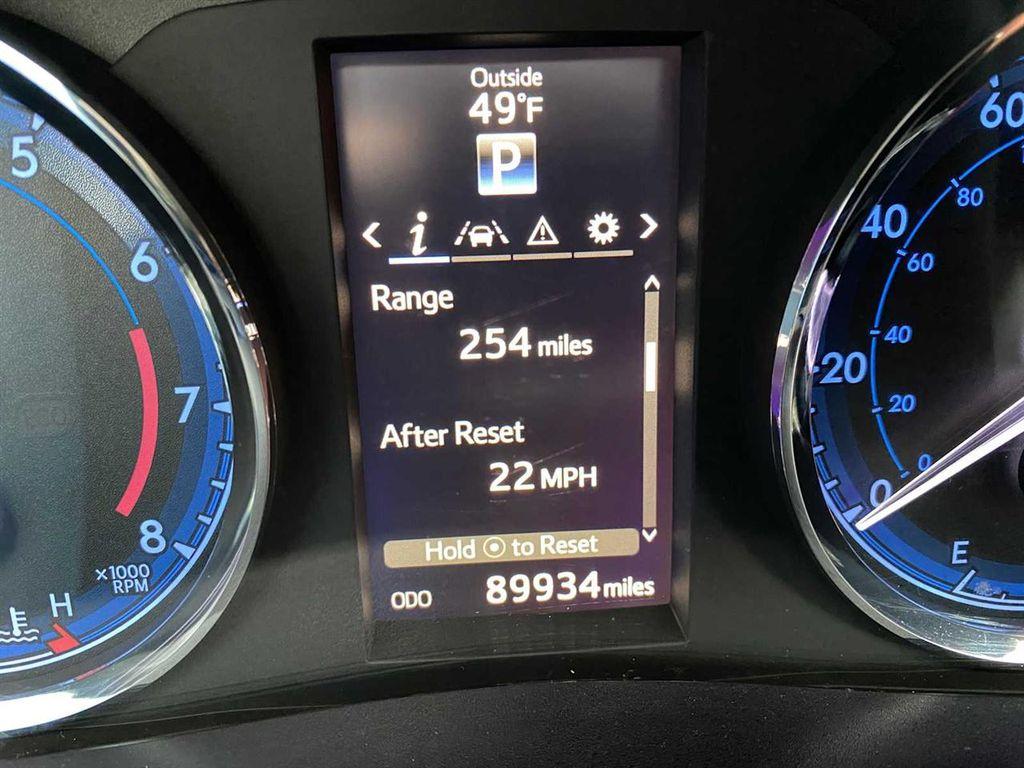 Outside
49°F
P
i
Range
254 miles
After Reset
22 MPH
Hold ⦿ to Reset
ODO 89934 miles
5
6
7
8
×1000
RPM
H
60
40
20
0
80
60
40
20
0
E